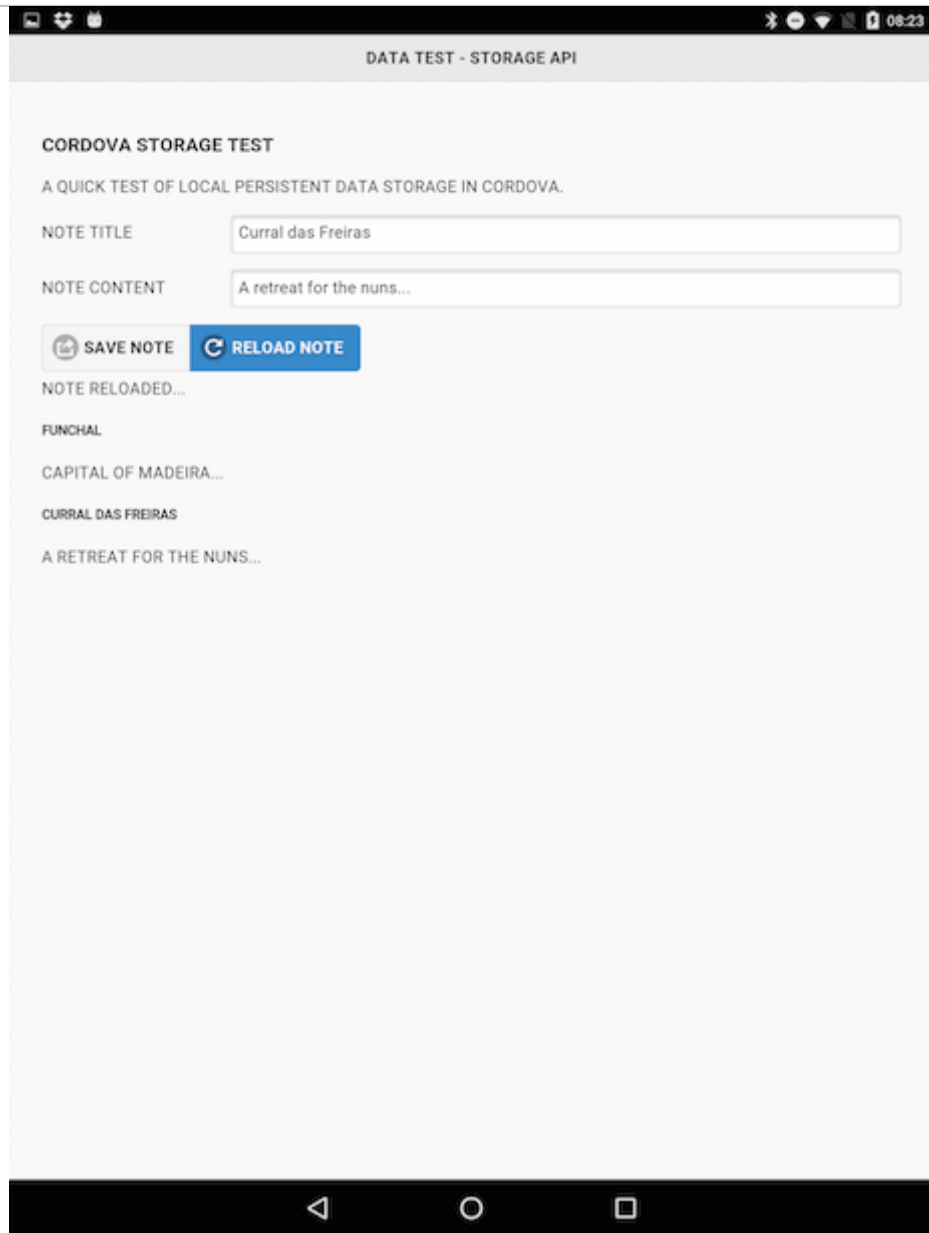 08:23
DATA TEST - STORAGE API
CORDOVA STORAGE TEST
A QUICK TEST OF LOCAL PERSISTENT DATA STORAGE IN CORDOVA.
NOTE TITLE Curral das Freiras
NOTE CONTENT A retreat for the nuns...
SAVE NOTE RELOAD NOTE
NOTE RELOADED...
FUNCHAL
CAPITAL OF MADEIRA...
CURRAL DAS FREIRAS
A RETREAT FOR THE NUNS...